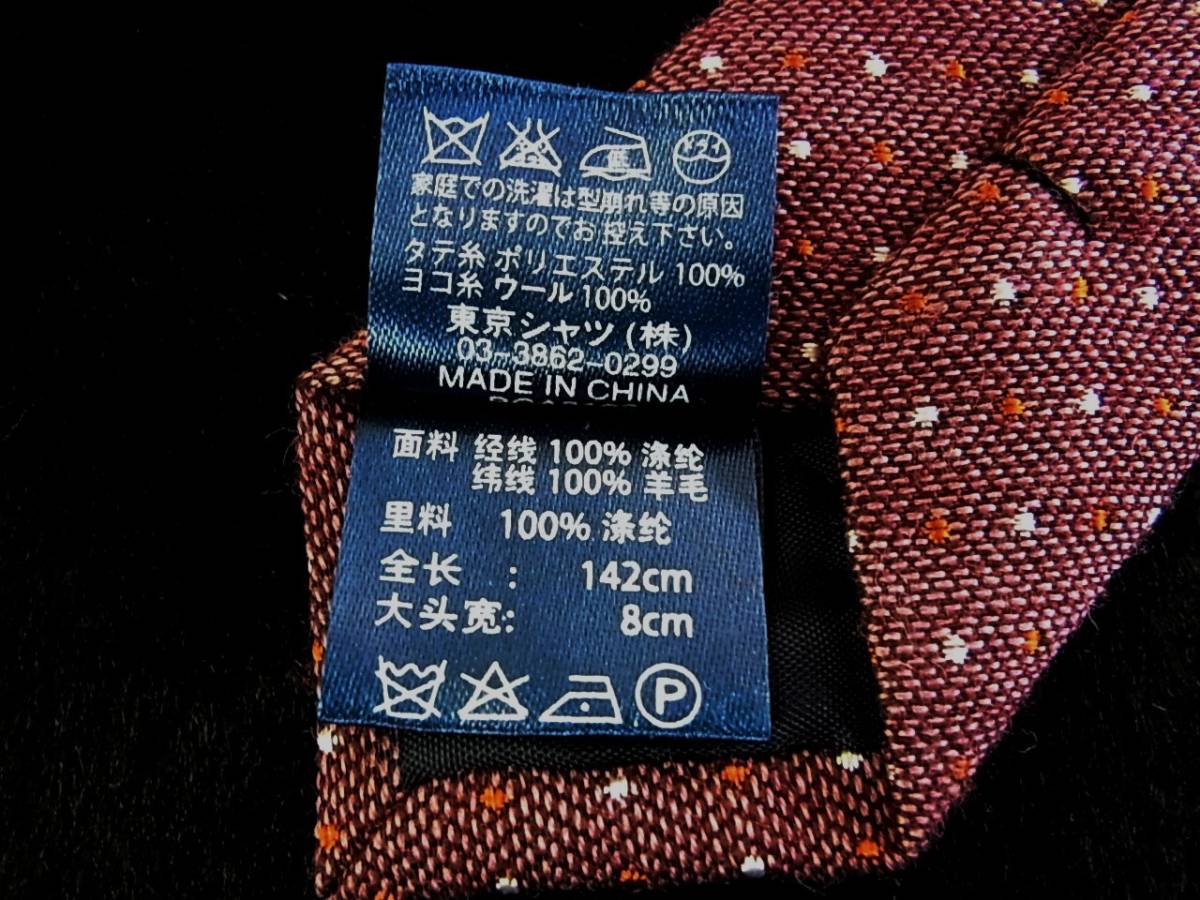 家庭での洗濯は型崩れ等の原因
となりますのでお控え下さい。
タテ糸 ポリエステル 100%
ヨコ糸 ウール 100%
東京シャツ (株)
03-3862-0299
MADE IN CHINA
面料 经线 100% 涤纶
纬线 100% 羊毛
里料 100% 涤纶
全长 : 142cm
大头宽: 8cm
P